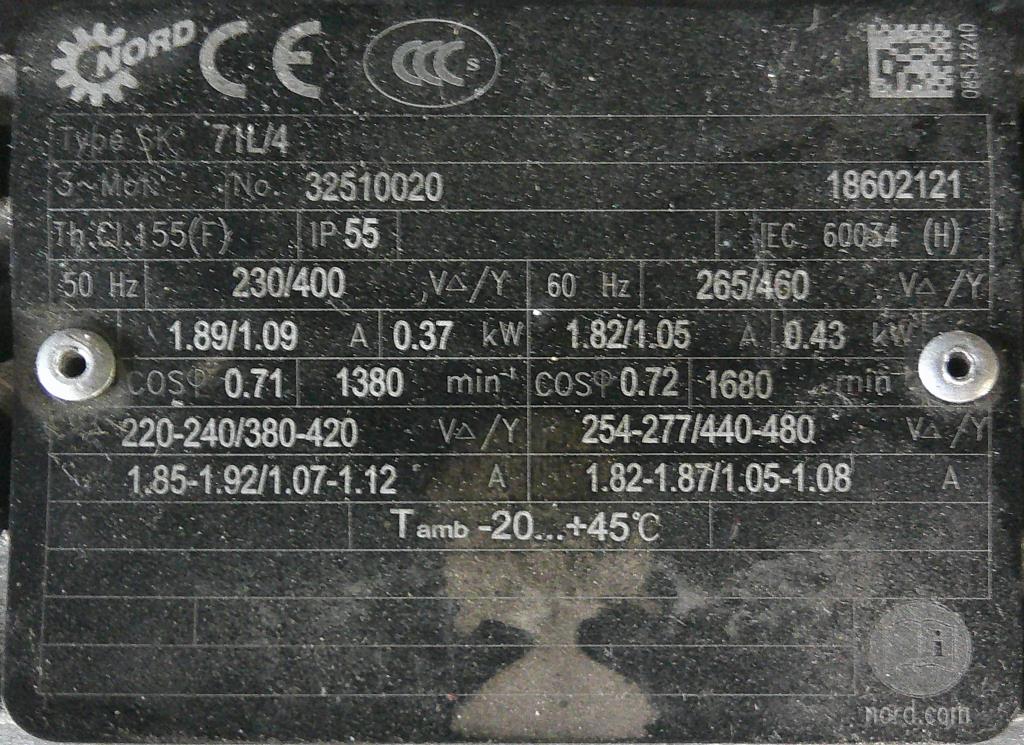 NORD CE CCC S
08512240
Type SK 71L/4
3~Mot. No. 32510020 18602121
Th.Cl.155(F) IP 55 IEC 60034 (H)
50 Hz 230/400 V△/Y 60 Hz 265/460 V△/Y
1.89/1.09 A 0.37 kW 1.82/1.05 A 0.43 kW
COSφ 0.71 1380 min⁻¹ COSφ 0.72 1680 min
220-240/380-420 V△/Y 254-277/440-480 V△/Y
1.85-1.92/1.07-1.12 A 1.82-1.87/1.05-1.08 A
Tamb -20...+45℃
i
nord.com